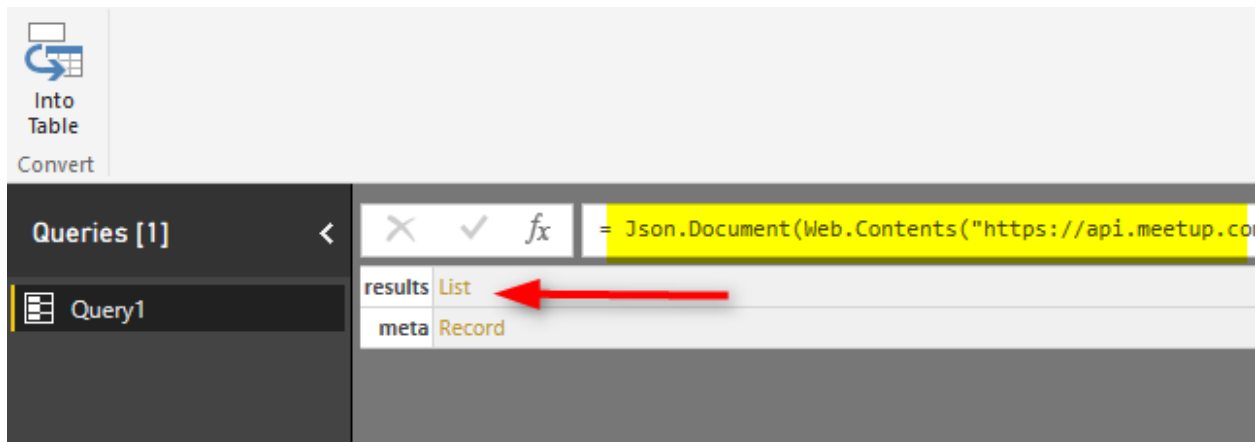 Into
Table
Convert
Queries [1] <
fx = Json.Document(Web.Contents("https://api.meetup.co
results List
Query1
meta Record